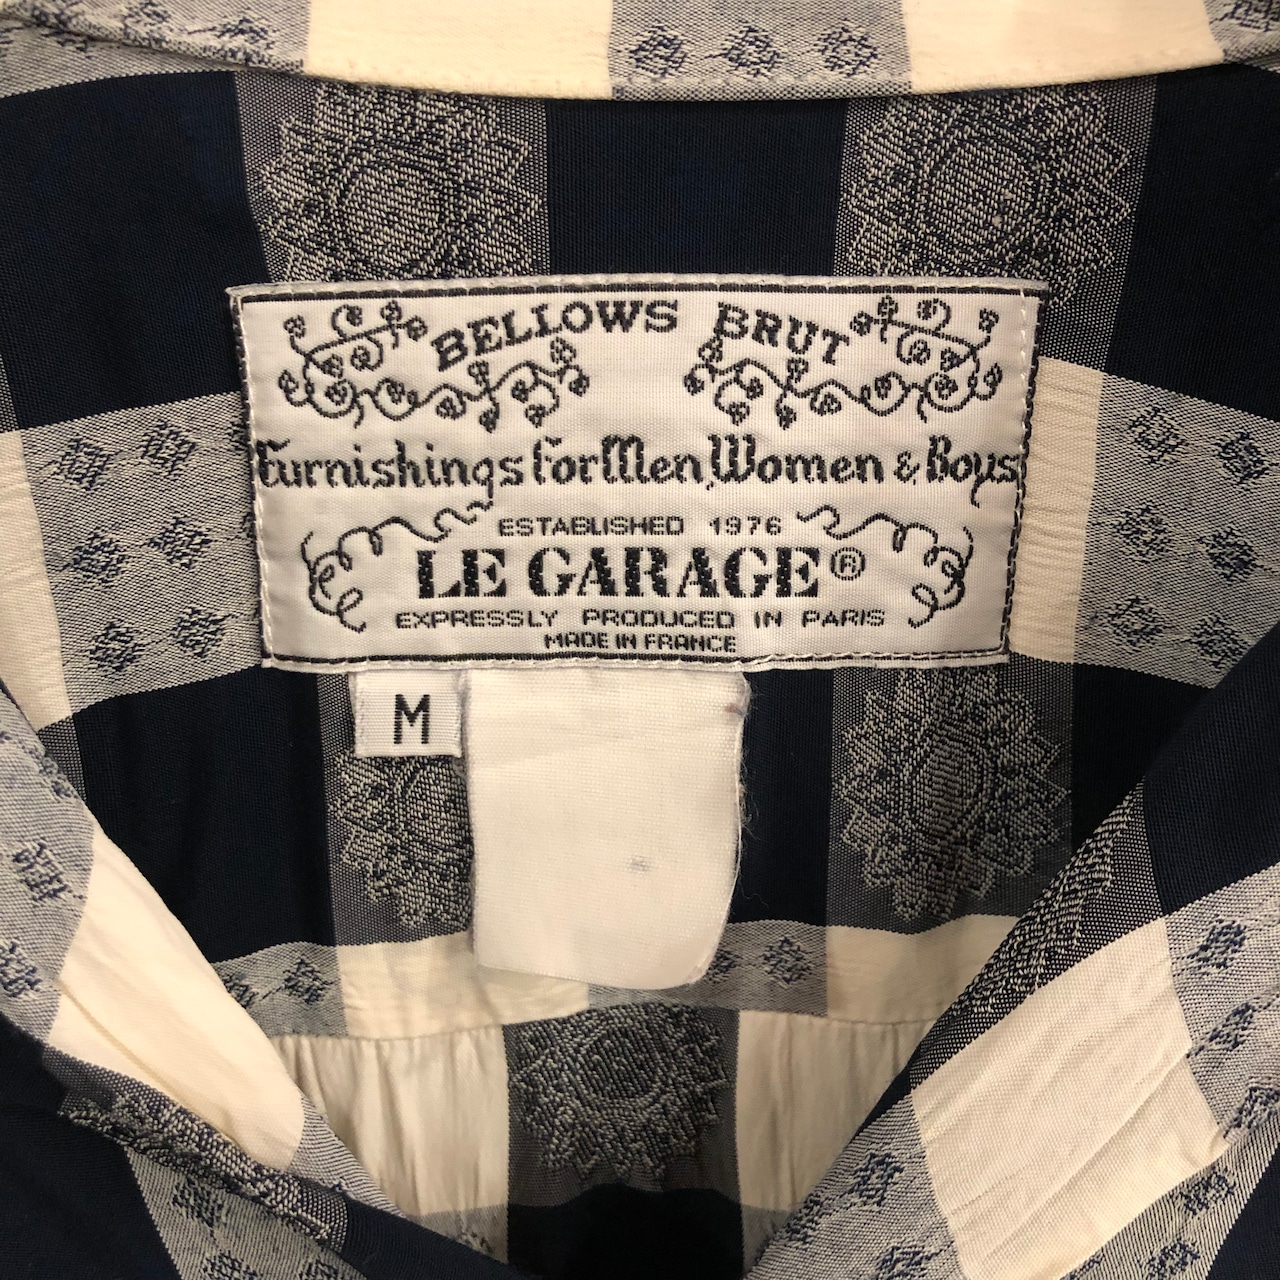 BELLOWS BRUT
Furnishings For Men, Women & Boys
ESTABLISHED 1976
LE GARAGE®
EXPRESSLY PRODUCED IN PARIS
MADE IN FRANCE
M